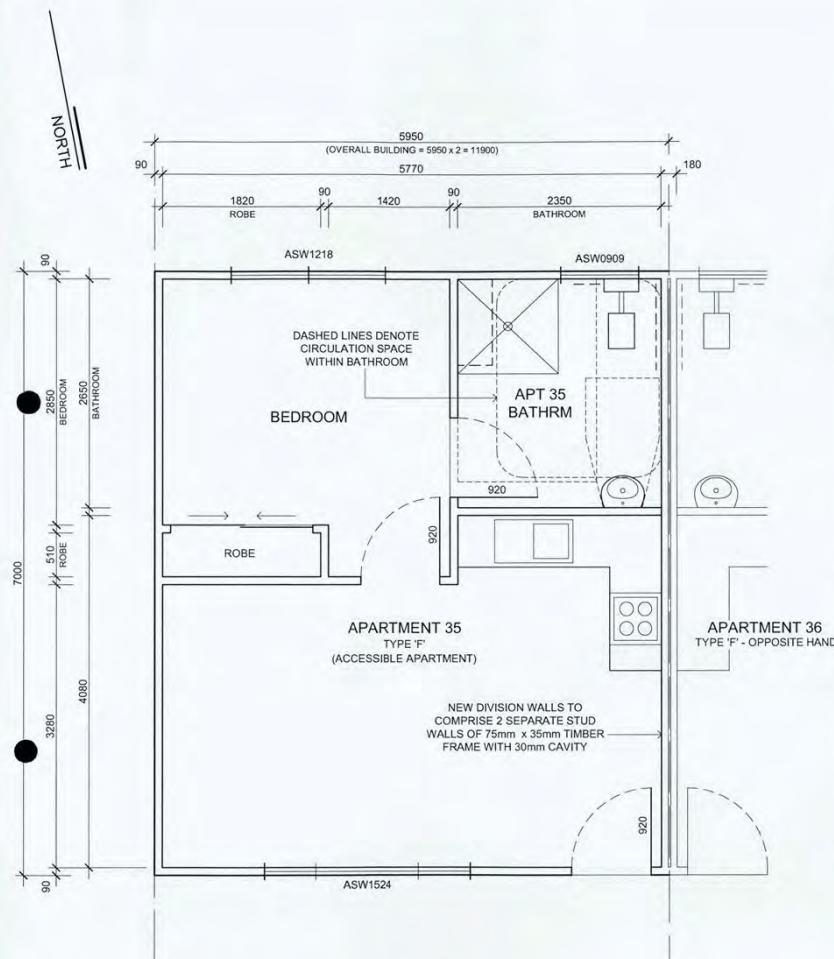 NORTH
5950
(OVERALL BUILDING = 5950 x 2 = 11900)
90
5770
180
1820
ROBE
90
1420
90
2350
BATHROOM
ASW1218
ASW0909
90
2850
BEDROOM
2650
BATHROOM
510
ROBE
7000
4080
3280
90
DASHED LINES DENOTE
CIRCULATION SPACE
WITHIN BATHROOM
BEDROOM
APT 35
BATHRM
920
920
ROBE
APARTMENT 35
TYPE 'F'
(ACCESSIBLE APARTMENT)
APARTMENT 36
TYPE 'F' - OPPOSITE HAND
NEW DIVISION WALLS TO
COMPRISE 2 SEPARATE STUD
WALLS OF 75mm x 35mm TIMBER
FRAME WITH 30mm CAVITY
920
ASW1524